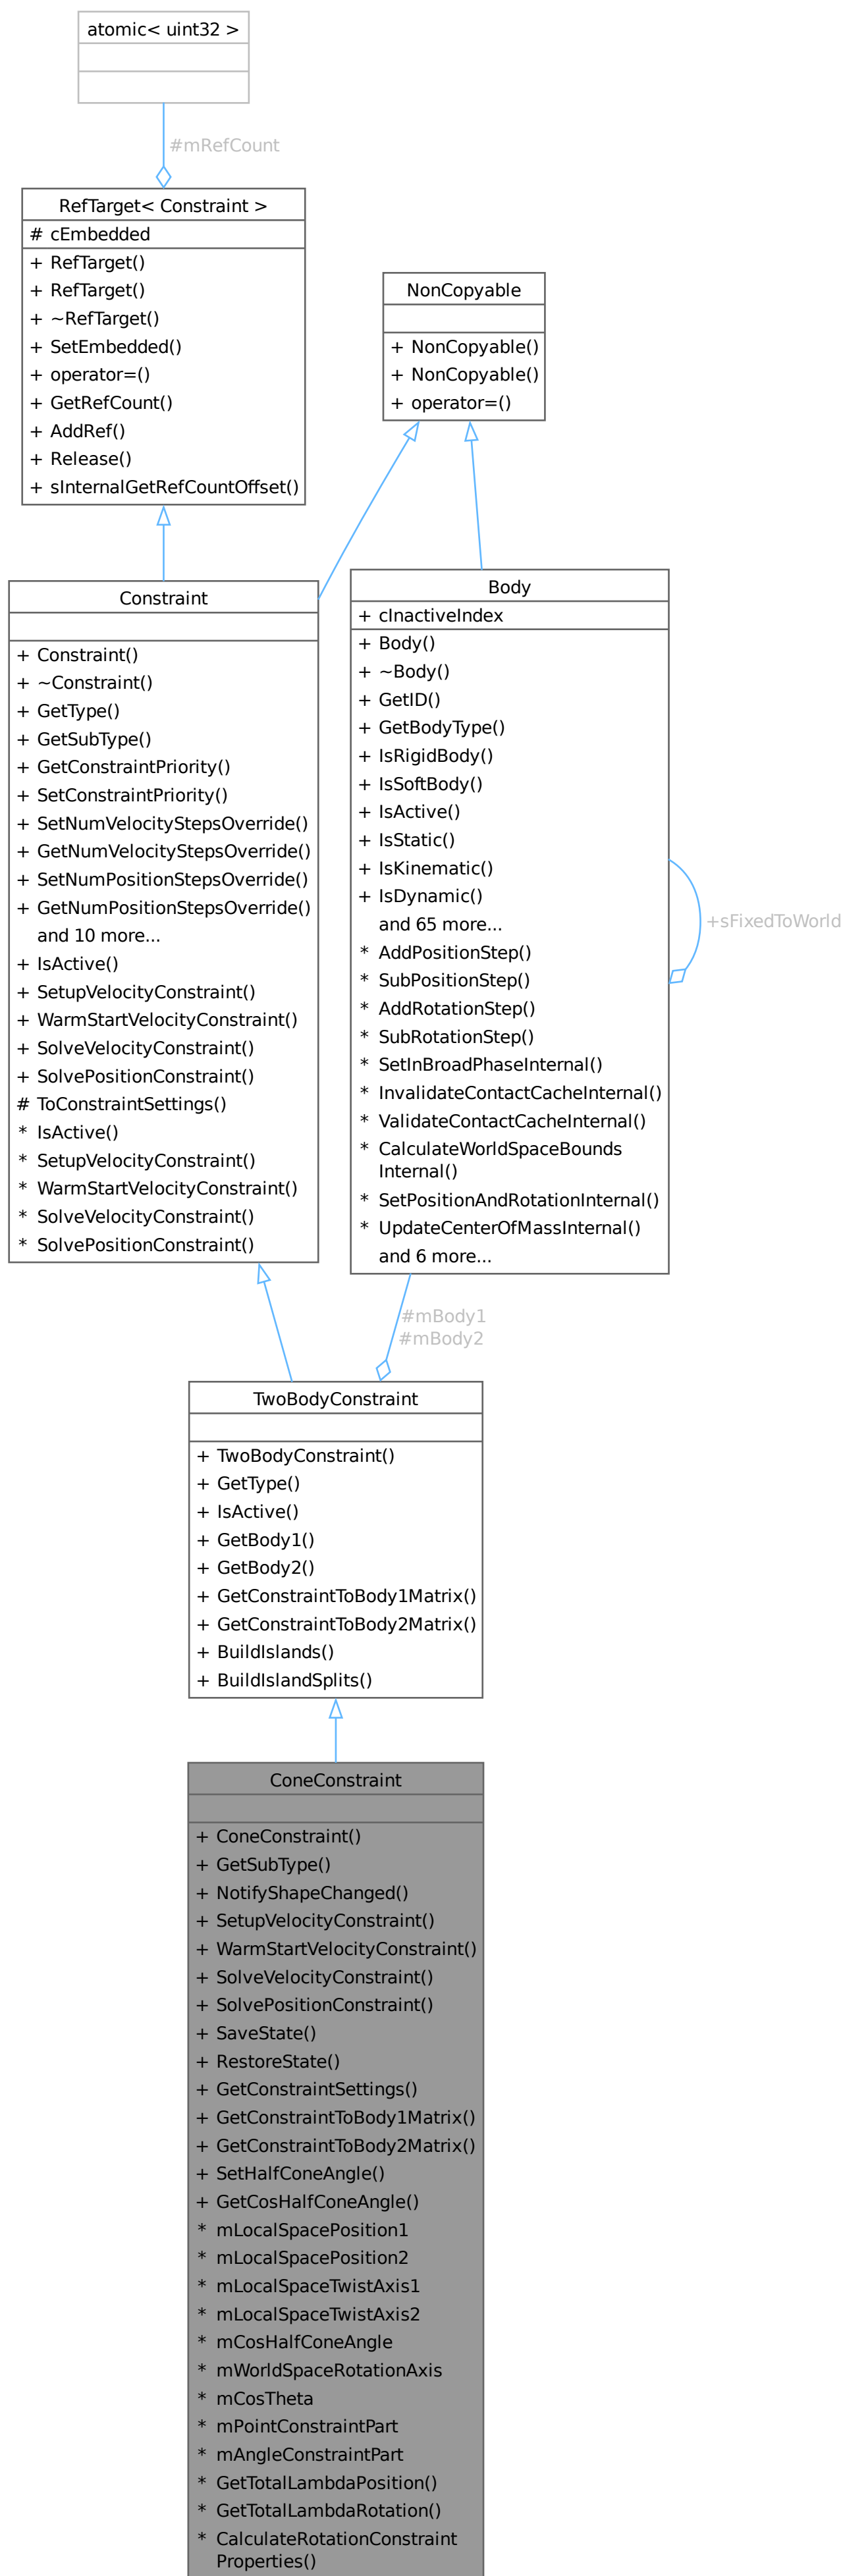 atomic< uint32 >
#mRefCount
RefTarget< Constraint >
# cEmbedded
+ RefTarget()
+ RefTarget()
+ ~RefTarget()
+ SetEmbedded()
+ operator=()
+ GetRefCount()
+ AddRef()
+ Release()
+ sInternalGetRefCountOffset()
NonCopyable
+ NonCopyable()
+ NonCopyable()
+ operator=()
Constraint
+ Constraint()
+ ~Constraint()
+ GetType()
+ GetSubType()
+ GetConstraintPriority()
+ SetConstraintPriority()
+ SetNumVelocityStepsOverride()
+ GetNumVelocityStepsOverride()
+ SetNumPositionStepsOverride()
+ GetNumPositionStepsOverride()
and 10 more...
+ IsActive()
+ SetupVelocityConstraint()
+ WarmStartVelocityConstraint()
+ SolveVelocityConstraint()
+ SolvePositionConstraint()
# ToConstraintSettings()
* IsActive()
* SetupVelocityConstraint()
* WarmStartVelocityConstraint()
* SolveVelocityConstraint()
* SolvePositionConstraint()
Body
+ cInactiveIndex
+ Body()
+ ~Body()
+ GetID()
+ GetBodyType()
+ IsRigidBody()
+ IsSoftBody()
+ IsActive()
+ IsStatic()
+ IsKinematic()
+ IsDynamic()
and 65 more...
* AddPositionStep()
* SubPositionStep()
* AddRotationStep()
* SubRotationStep()
* SetInBroadPhaseInternal()
* InvalidateContactCacheInternal()
* ValidateContactCacheInternal()
* CalculateWorldSpaceBounds
Internal()
* SetPositionAndRotationInternal()
* UpdateCenterOfMassInternal()
and 6 more...
+sFixedToWorld
#mBody1
#mBody2
TwoBodyConstraint
+ TwoBodyConstraint()
+ GetType()
+ IsActive()
+ GetBody1()
+ GetBody2()
+ GetConstraintToBody1Matrix()
+ GetConstraintToBody2Matrix()
+ BuildIslands()
+ BuildIslandSplits()
ConeConstraint
+ ConeConstraint()
+ GetSubType()
+ NotifyShapeChanged()
+ SetupVelocityConstraint()
+ WarmStartVelocityConstraint()
+ SolveVelocityConstraint()
+ SolvePositionConstraint()
+ SaveState()
+ RestoreState()
+ GetConstraintSettings()
+ GetConstraintToBody1Matrix()
+ GetConstraintToBody2Matrix()
+ SetHalfConeAngle()
+ GetCosHalfConeAngle()
* mLocalSpacePosition1
* mLocalSpacePosition2
* mLocalSpaceTwistAxis1
* mLocalSpaceTwistAxis2
* mCosHalfConeAngle
* mWorldSpaceRotationAxis
* mCosTheta
* mPointConstraintPart
* mAngleConstraintPart
* GetTotalLambdaPosition()
* GetTotalLambdaRotation()
* CalculateRotationConstraint
Properties()